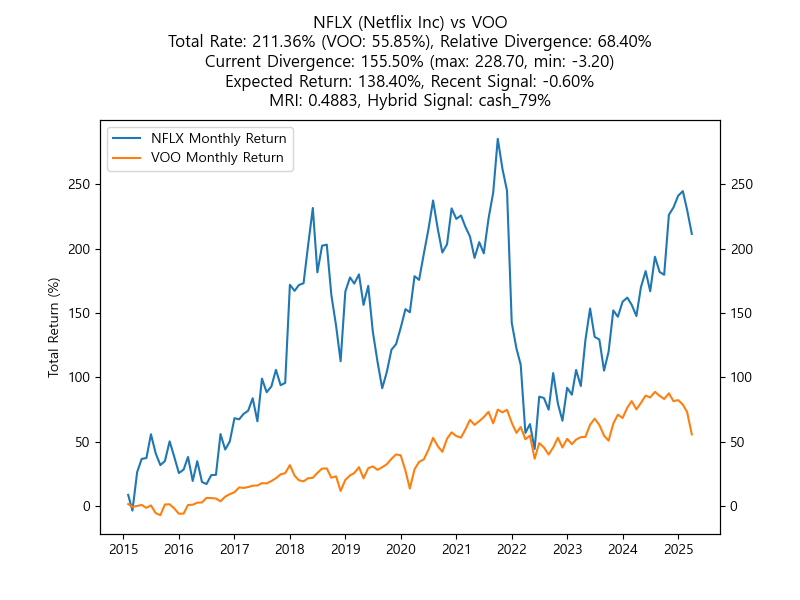 NFLX (Netflix Inc) vs VOO
Total Rate: 211.36% (VOO: 55.85%), Relative Divergence: 68.40%
Current Divergence: 155.50% (max: 228.70, min: -3.20)
Expected Return: 138.40%, Recent Signal: -0.60%
MRI: 0.4883, Hybrid Signal: cash_79%
NFLX Monthly Return
VOO Monthly Return
Total Return (%)
250
200
150
100
50
0
250
200
150
100
50
0
2015 2016 2017 2018 2019 2020 2021 2022 2023 2024 2025